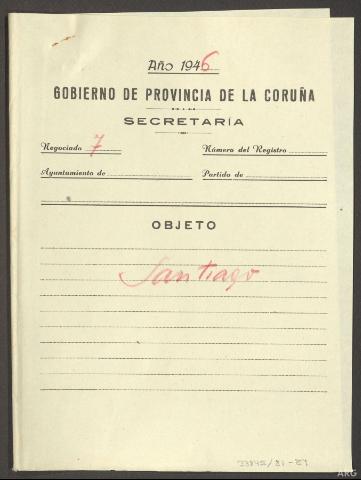 Año 1946
GOBIERNO DE PROVINCIA DE LA CORUÑA
SECRETARÍA
Negociado 7 Número del Registro
Ayuntamiento de Partido de
OBJETO
Santiago
ARG